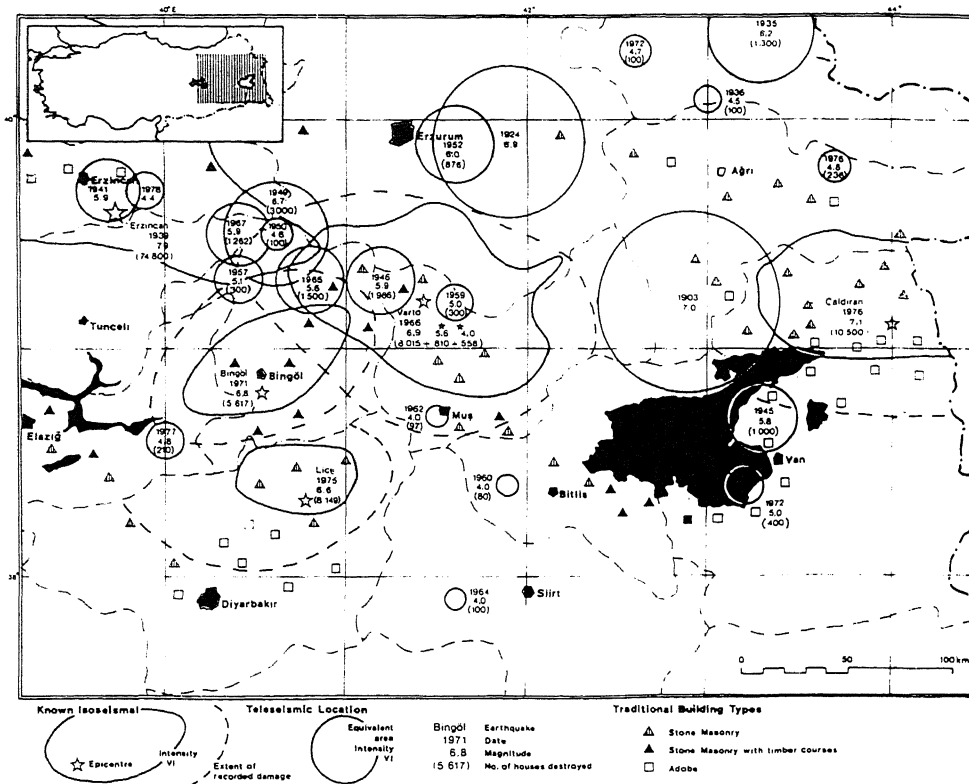 40 E
42
44
1935
6.2
(1.300)
1972
4.7
(100)
1936
4.5
(100)
40
Erzurum
1952
6.0
(876)
1924
6.9
Ağrı
1976
4.8
(236)
Erzincan
1941
5.9
1978
4.4
Erzincan
1939
7.9
(74 800)
1949
6.7
(3000)
1967
5.9
(1262)
1950
4.6
(100)
1957
5.1
(300)
1965
5.6
(1 500)
1946
5.9
(1 986)
1959
5.0
(300)
Varto
1966
6.9
5.6
4.0
(8 015 + 810 + 558)
1903
7.0
Caldiran
1976
7.1
(10 500)
Tunceli
Bingöl
1971
6.8
(5 617)
Bingöl
1962
4.0
(97)
Muş
1945
5.8
(1 000)
Van
Elazığ
1977
4.8
(210)
Lice
1975
6.6
(8 149)
1960
4.0
(80)
Bitlis
1972
5.0
(400)
38
Diyarbakır
1964
4.0
(100)
Siirt
0
50
100 km
Known Isoseismal
Teleseismic Location
Traditional Building Types
Epicentre
Intensity
VI
Extent of
recorded damage
Equivalent
area
Intensity
VI
Bingöl Earthquake
1971 Date
6.8 Magnitude
(5 617) No. of houses destroyed
Stone Masonry
Stone Masonry with timber courses
Adobe